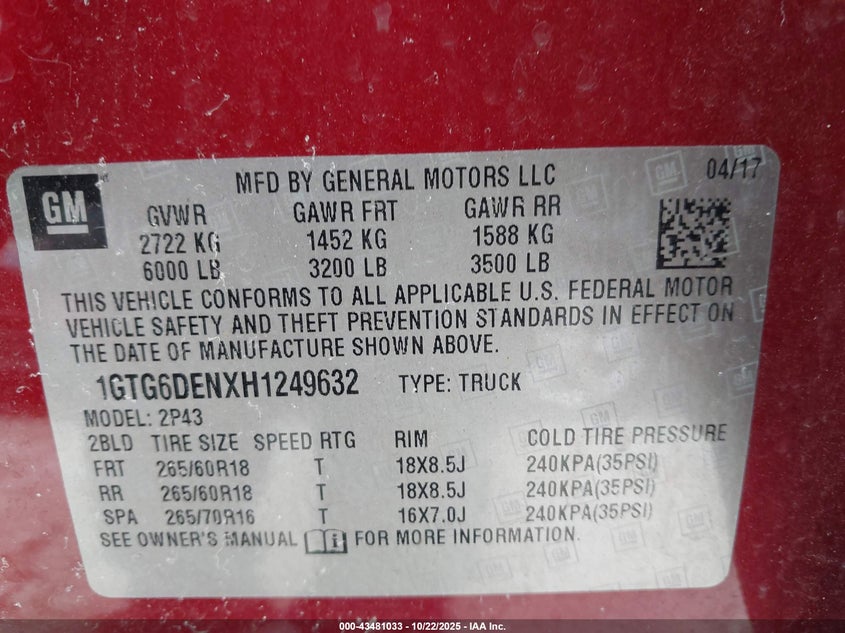 GM
MFD BY GENERAL MOTORS LLC 04/17
GVWR GAWR FRT GAWR RR
2722 KG 1452 KG 1588 KG
6000 LB 3200 LB 3500 LB
THIS VEHICLE CONFORMS TO ALL APPLICABLE U.S. FEDERAL MOTOR
VEHICLE SAFETY AND THEFT PREVENTION STANDARDS IN EFFECT ON
THE DATE OF MANUFACTURE SHOWN ABOVE.
1GTG6DENXH1249632 TYPE: TRUCK
MODEL: 2P43
2BLD TIRE SIZE SPEED RTG RIM COLD TIRE PRESSURE
FRT 265/60R18 T 18X8.5J 240KPA(35PSI)
RR 265/60R18 T 18X8.5J 240KPA(35PSI)
SPA 265/70R16 T 16X7.0J 240KPA(35PSI)
SEE OWNER'S MANUAL FOR MORE INFORMATION.
000-43481033 - 10/22/2025 - IAA Inc.